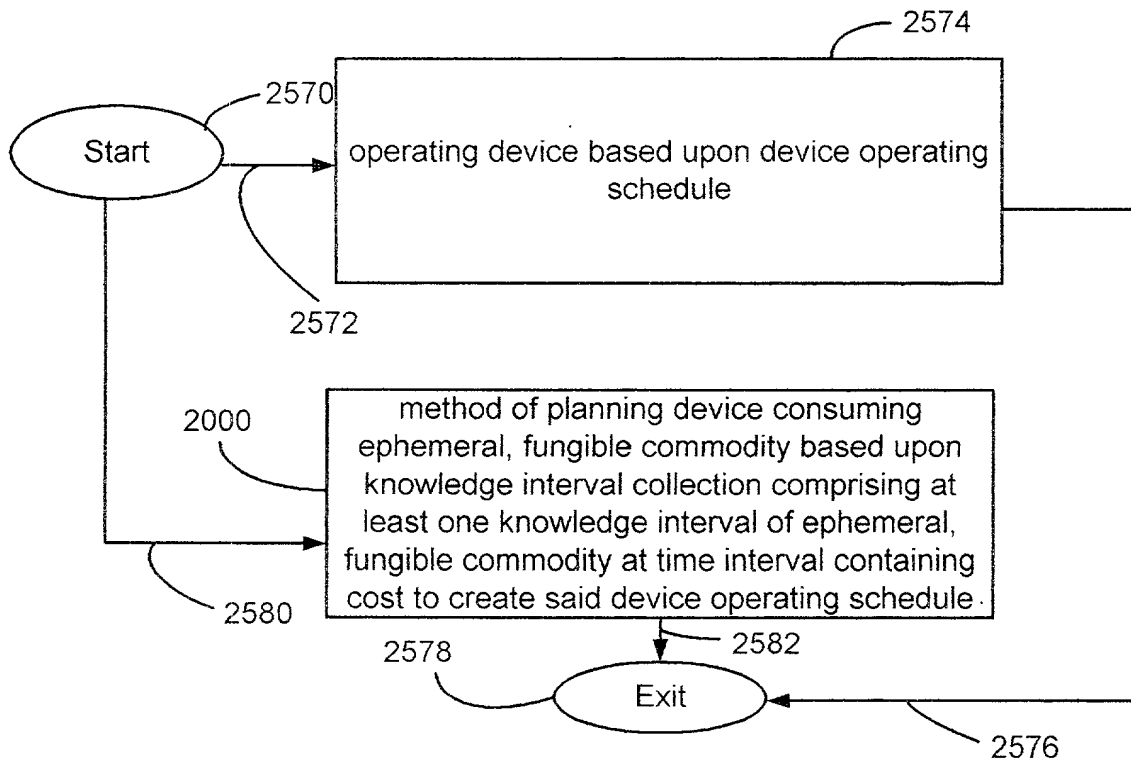 2574
2570
Start
operating device based upon device operating
schedule
2572
2000
method of planning device consuming
ephemeral, fungible commodity based upon
knowledge interval collection comprising at
least one knowledge interval of ephemeral,
fungible commodity at time interval containing
cost to create said device operating schedule
2580
2582
2578
Exit
2576